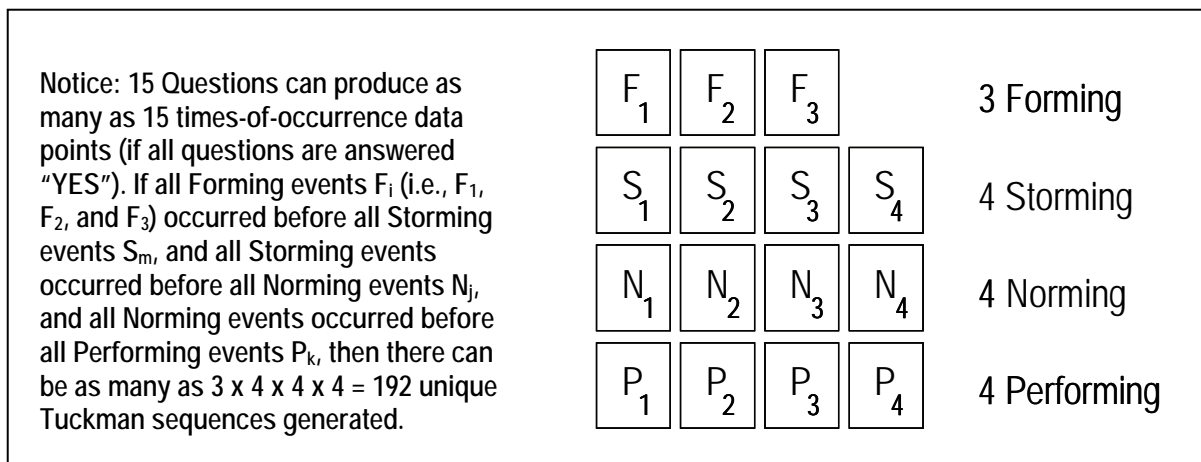 Notice: 15 Questions can produce as
many as 15 times-of-occurrence data
points (if all questions are answered
“YES”). If all Forming events Fᵢ (i.e., F₁,
F₂, and F₃) occurred before all Storming
events Sₘ, and all Storming events
occurred before all Norming events Nⱼ,
and all Norming events occurred before
all Performing events Pₖ, then there can
be as many as 3 x 4 x 4 x 4 = 192 unique
Tuckman sequences generated.
F₁ F₂ F₃ 3 Forming
S₁ S₂ S₃ S₄ 4 Storming
N₁ N₂ N₃ N₄ 4 Norming
P₁ P₂ P₃ P₄ 4 Performing